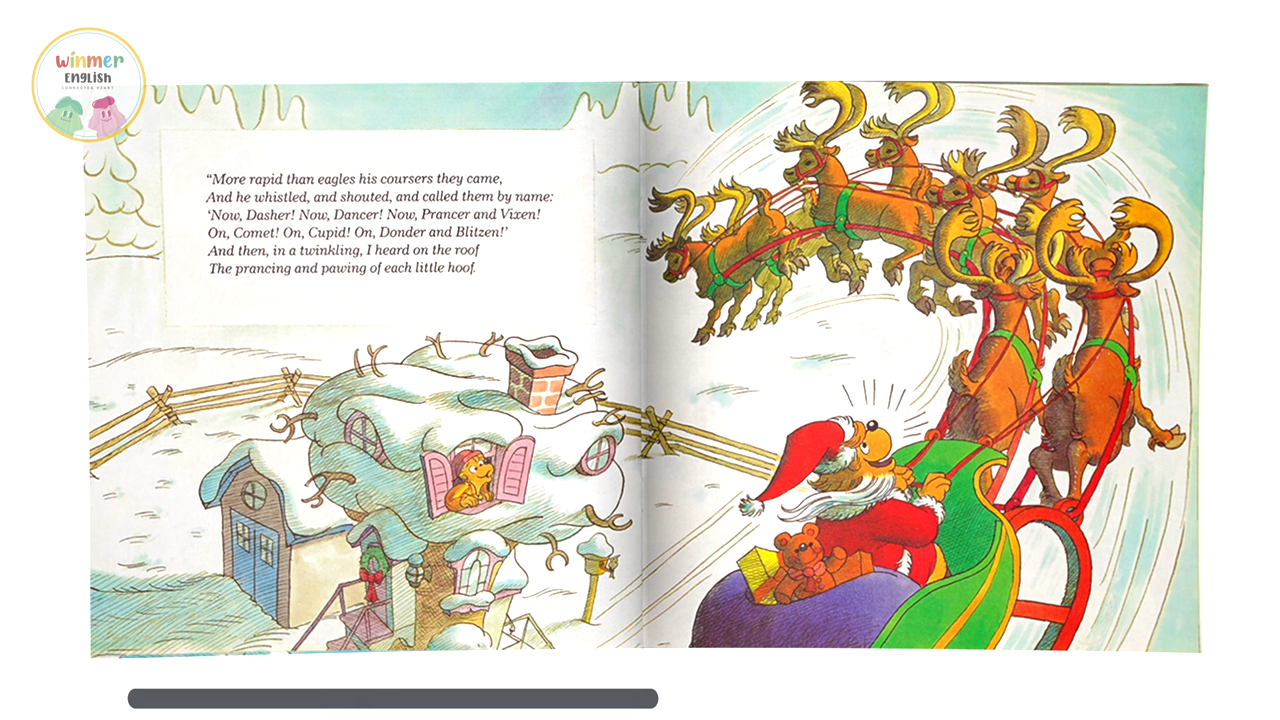 winmer
English
CONNECTED HEART
“More rapid than eagles his coursers they came,
And he whistled, and shouted, and called them by name:
‘Now, Dasher! Now, Dancer! Now, Prancer and Vixen!
On, Comet! On, Cupid! On, Donder and Blitzen!’
And then, in a twinkling, I heard on the roof
The prancing and pawing of each little hoof.